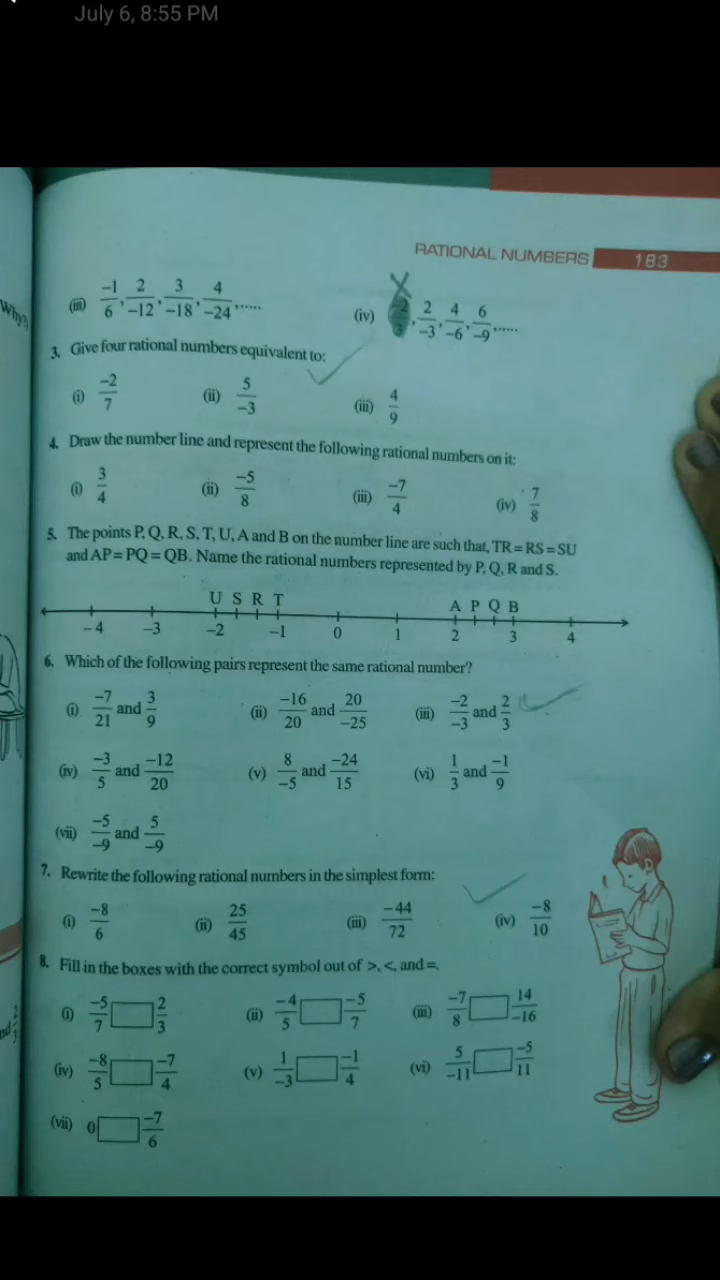 July 6, 8:55 PM
RATIONAL NUMBERS 183
Why?
(iii) -1/6, 2/-12, 3/-18, 4/-24, ......
(iv) -2/3, 2/-3, 4/-6, 6/-9, ......
3. Give four rational numbers equivalent to:
(i) -2/7 (ii) 5/-3 (iii) 4/9
4. Draw the number line and represent the following rational numbers on it:
(i) 3/4 (ii) -5/8 (iii) -7/4 (iv) 7/8
5. The points P, Q, R, S, T, U, A and B on the number line are such that, TR = RS = SU
and AP = PQ = QB. Name the rational numbers represented by P, Q, R and S.
U S R T A P Q B
-4 -3 -2 -1 0 1 2 3 4
6. Which of the following pairs represent the same rational number?
(i) -7/21 and 3/9 (ii) -16/20 and 20/-25 (iii) -2/-3 and 2/3
(iv) -3/5 and -12/20 (v) 8/-5 and -24/15 (vi) 1/3 and -1/9
(vii) -5/-9 and 5/-9
7. Rewrite the following rational numbers in the simplest form:
(i) -8/6 (ii) 25/45 (iii) -44/72 (iv) -8/10
8. Fill in the boxes with the correct symbol out of >, <, and =.
(i) -5/7 □ 2/3 (ii) -4/5 □ -5/7 (iii) -7/8 □ 14/-16
(iv) -8/5 □ -7/4 (v) 1/-3 □ -1/4 (vi) 5/-11 □ -5/11
(vii) 0 □ -7/6